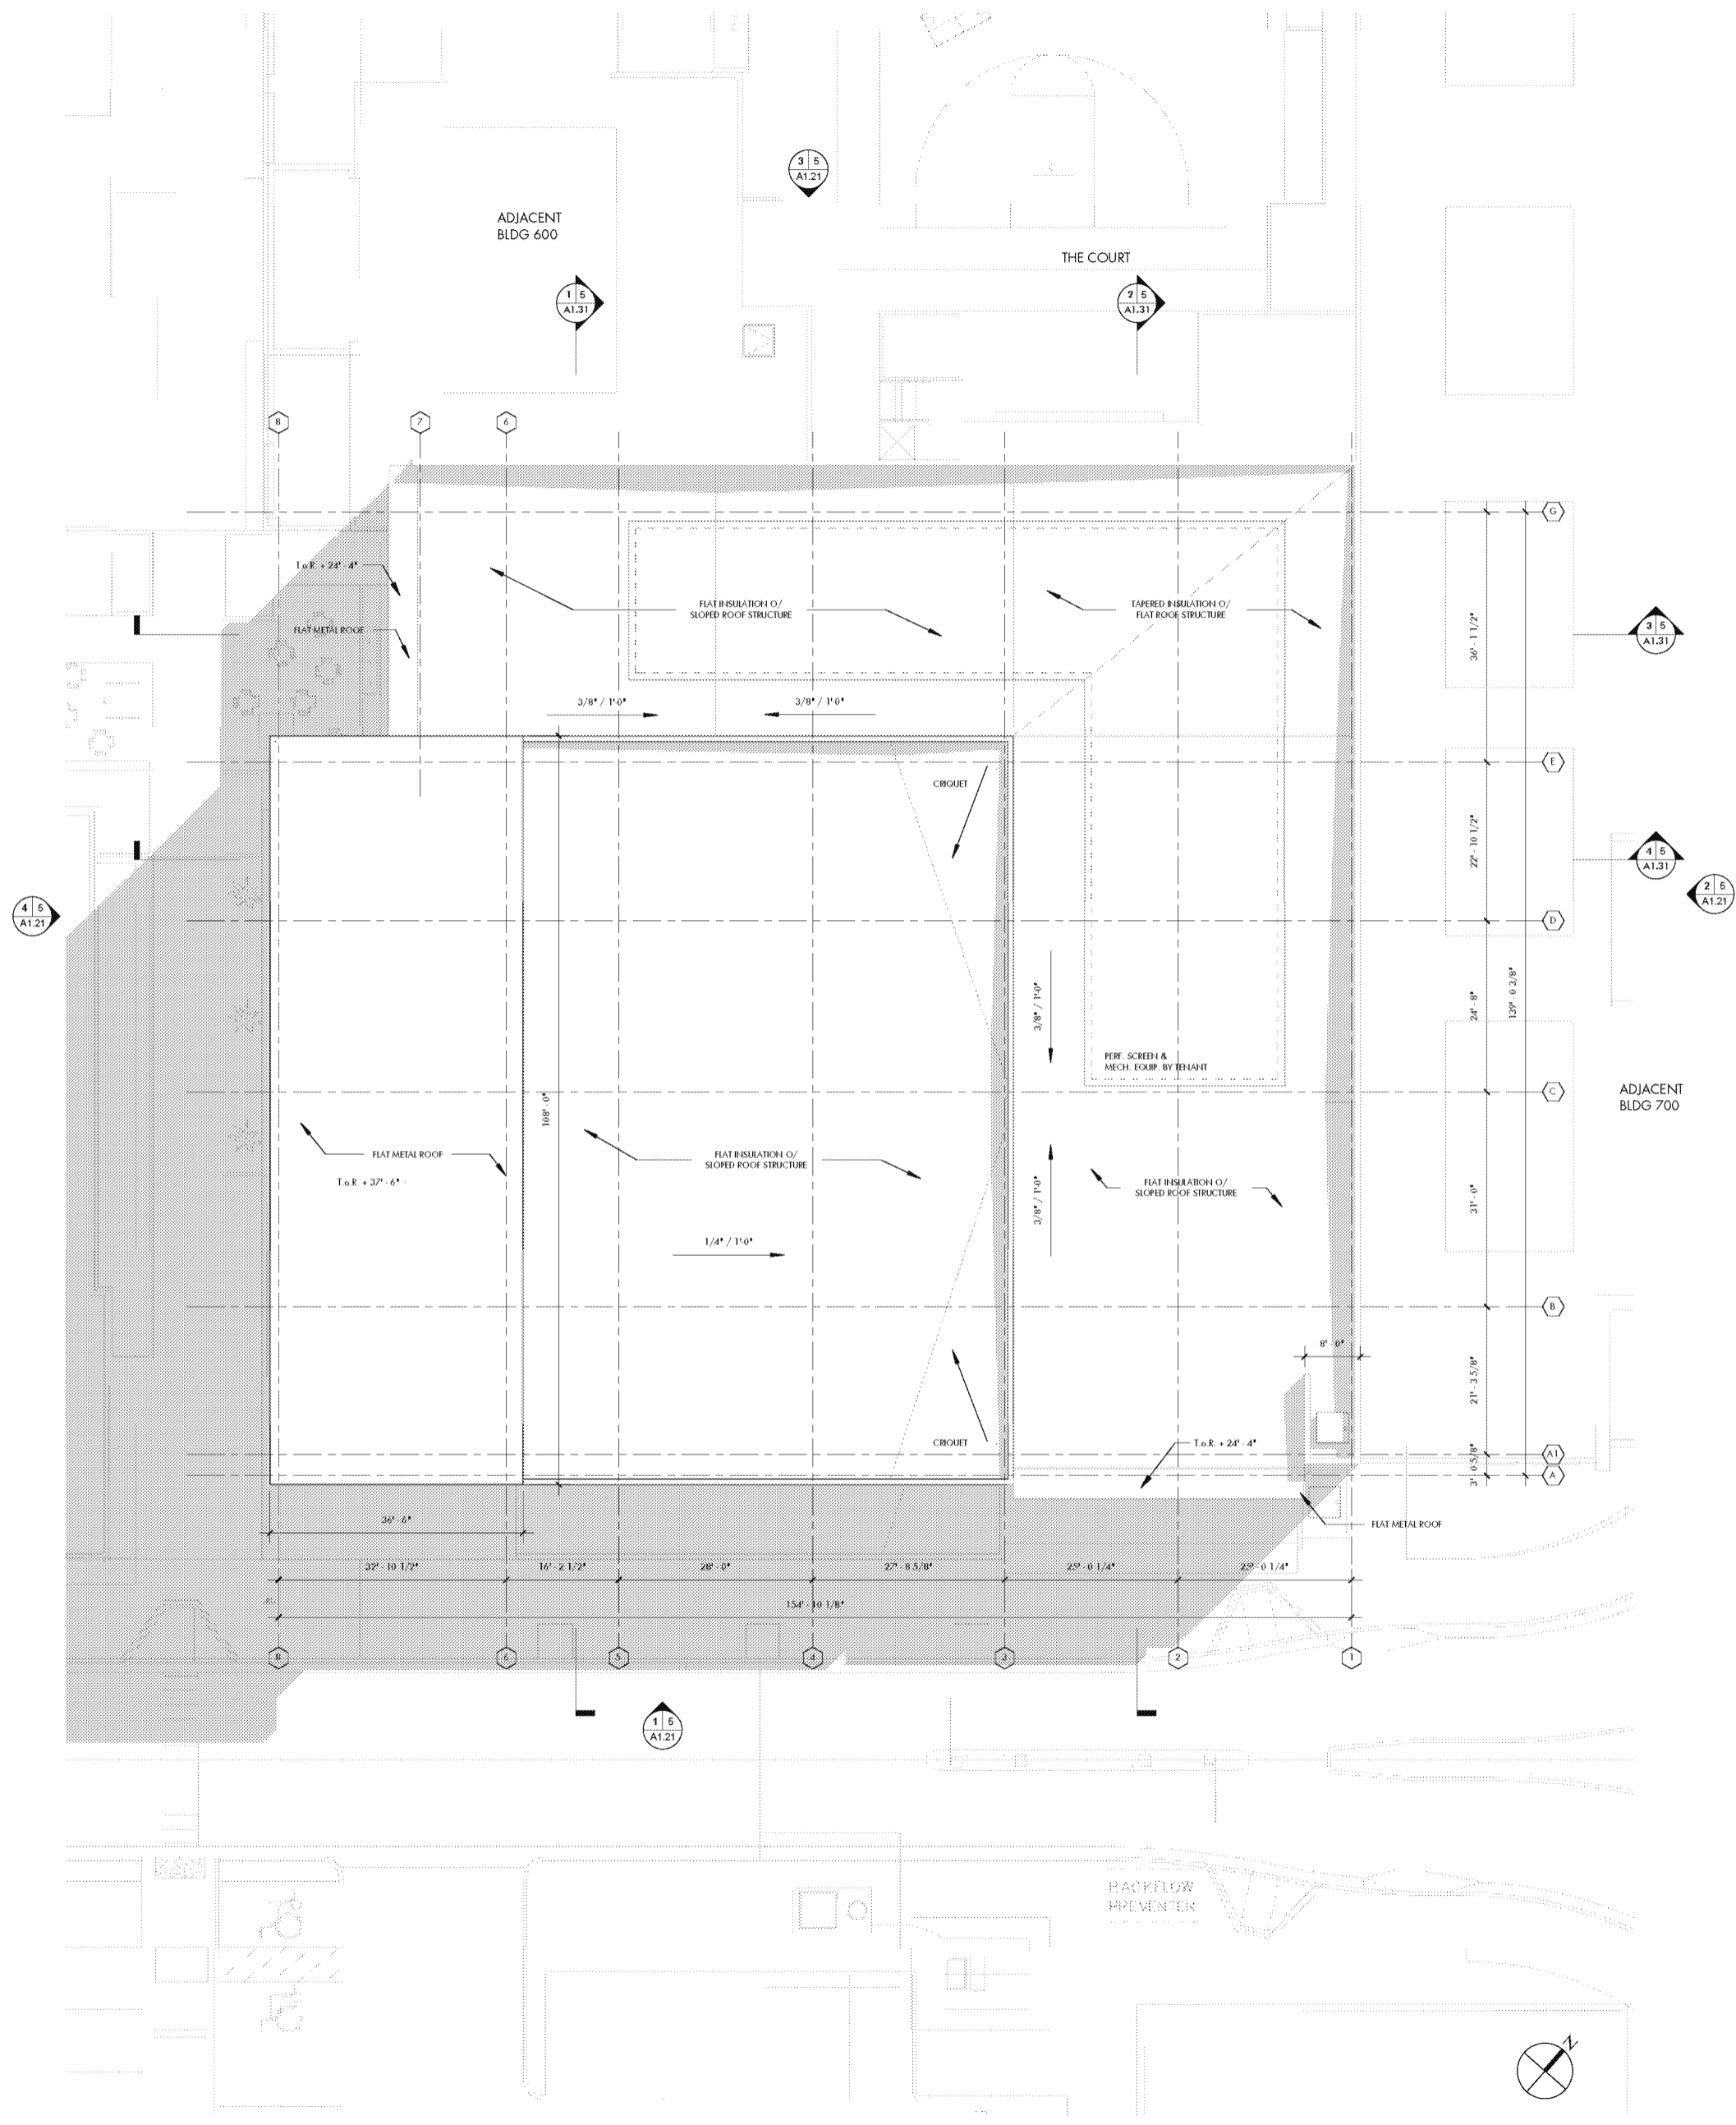 3 5
A1.21
ADJACENT
BLDG 600
THE COURT
1 5
A1.31
2 5
A1.31
8
7
6
G
T.o.R. + 24' - 4"
FLAT INSULATION O/
SLOPED ROOF STRUCTURE
TAPERED INSULATION O/
FLAT ROOF STRUCTURE
FLAT METAL ROOF
36' - 1 1/2"
3 5
A1.31
3/8" / 1'-0"
3/8" / 1'-0"
E
CRIQUET
22' - 10 1/2"
4 5
A1.31
2 5
A1.21
4 5
A1.21
D
3/8" / 1'-0"
24' - 8"
139' - 0 3/8"
PERF. SCREEN &
MECH. EQUIP. BY TENANT
108' - 0"
C
ADJACENT
BLDG 700
FLAT METAL ROOF
T.o.R. + 37' - 6"
FLAT INSULATION O/
SLOPED ROOF STRUCTURE
3/8" / 1'-0"
FLAT INSULATION O/
SLOPED ROOF STRUCTURE
31' - 0"
1/4" / 1'-0"
B
8' - 0"
21' - 3 5/8"
CRIQUET
T.o.R. + 24' - 4"
A1
3' - 0 5/8"
A
36' - 6"
FLAT METAL ROOF
32' - 10 1/2"
16' - 2 1/2"
28' - 0"
27' - 8 5/8"
25' - 0 1/4"
25' - 0 1/4"
154' - 10 1/8"
8
6
5
4
3
2
1
1 5
A1.21
BACKFLOW
PREVENTER
N